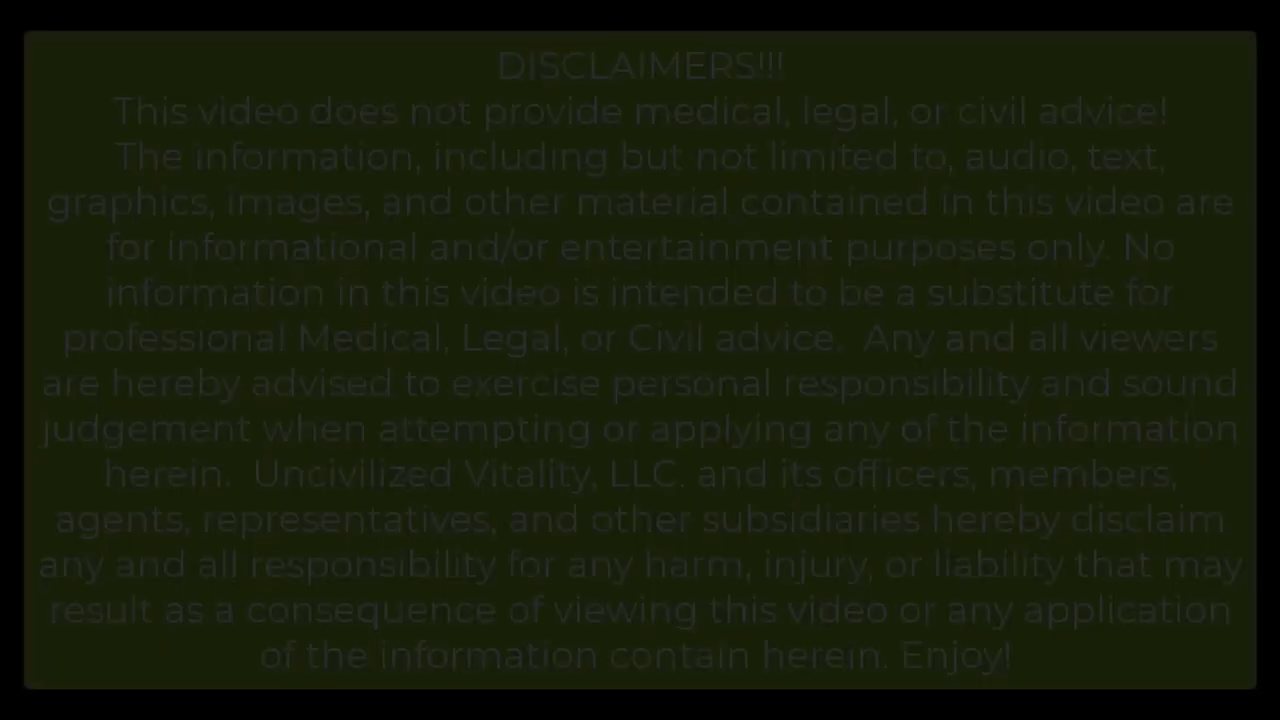 DISCLAIMERS!!!
This video does not provide medical, legal, or civil advice!
The information, including but not limited to, audio, text,
graphics, images, and other material contained in this video are
for informational and/or entertainment purposes only. No
information in this video is intended to be a substitute for
professional Medical, Legal, or Civil advice.  Any and all viewers
are hereby advised to exercise personal responsibility and sound
judgement when attempting or applying any of the information
herein.  Uncivilized Vitality, LLC. and its officers, members,
agents, representatives, and other subsidiaries hereby disclaim
any and all responsibility for any harm, injury, or liability that may
result as a consequence of viewing this video or any application
of the information contain herein. Enjoy!